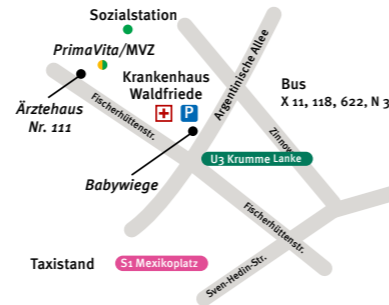 Sozialstation
PrimaVita/MVZ
Krankenhaus
Waldfriede
P
Argentinische Allee
Bus
X 11, 118, 622, N 3
Ärztehaus
Nr. 111
Fischerhüttenstr.
Zinnow
Babywiege
U3 Krumme Lanke
Fischerhüttenstr.
Sven-Hedin-Str.
Taxistand
S1 Mexikoplatz